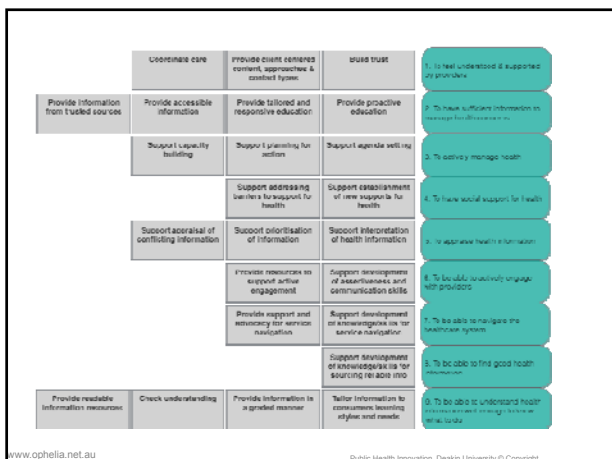 Coordinate care
Provide client centered
content, approaches &
contact types
Build trust
1. To feel understood & supported
by providers
Provide information
from trusted sources
Provide accessible
information
Provide tailored and
responsive education
Provide proactive
education
2. To have sufficient information to
manage
Support capacity
building
Support planning for
action
Support agenda setting
3. To actively manage health
Support addressing
barriers to support for
health
Support establishment
of new supports for
health
4. To have social support for health
Support appraisal of
conflicting information
Support prioritisation
of information
Support interpretation
of health information
5. To appraise health information
Provide resources to
support active
engagement
Support development
of assertiveness and
communication skills
6. To be able to actively engage
with providers
Provide support and
advocacy for service
navigation
Support development
of knowledge/skills for
service navigation
7. To be able to navigate the
healthcare system
Support development
of knowledge/skills for
sourcing reliable info
8. To be able to find good health
information
Provide readable
information resources
Check understanding
Provide information in
a graded manner
Tailor information to
consumers learning
styles and needs
9. To be able to understand health
information well enough to know
what to do
www.ophelia.net.au
Public Health Innovation, Deakin University © Copyright